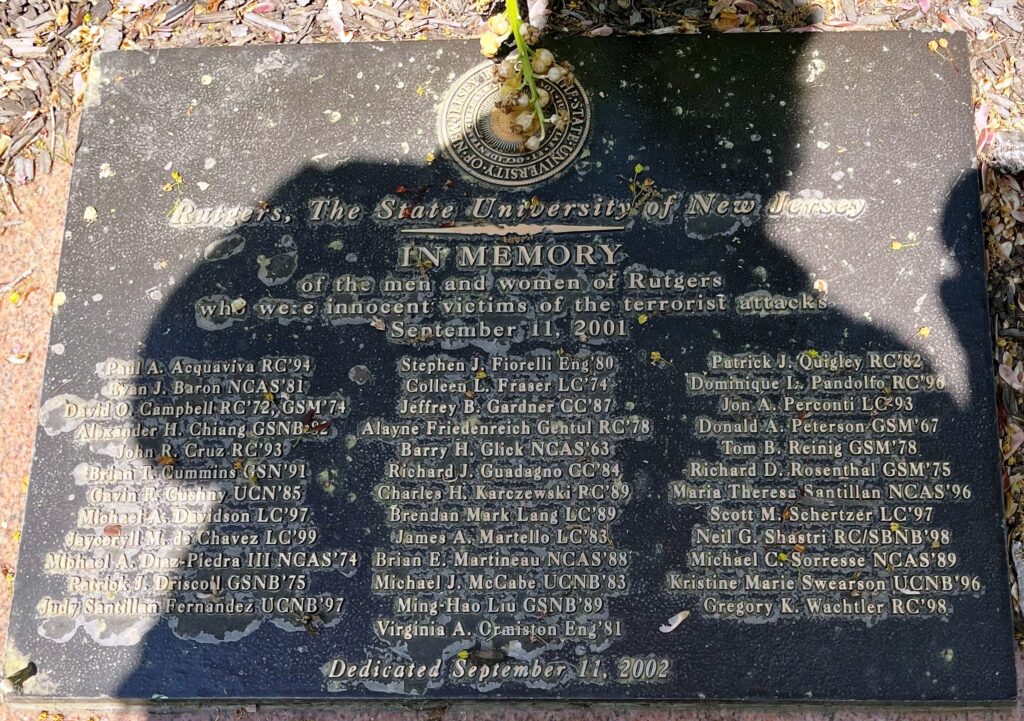 Rutgers, The State University of New Jersey
IN MEMORY
of the men and women of Rutgers
who were innocent victims of the terrorist attacks
September 11, 2001
Paul A. Acquaviva RC'94
Ryan J. Baron NCAS'81
David O. Campbell RC'72, GSM'74
Alexander H. Chiang GSNB'92
John Cruz RC'93
Brian T. Cummins GSN'91
Gavin R. Cushny UCN'85
Michael A. Davidson LC'97
Jayceryll M. de Chavez LC'99
Michael A. Diaz-Piedra III NCAS'74
Patrick J. Driscoll GSNB'75
Judy Santillan Fernandez UCNB'97
Stephen J. Fiorelli Eng'80
Colleen L. Fraser LC'74
Jeffrey B. Gardner CC'87
Alayne Friedenreich Gentul RC'78
Barry H. Glick NCAS'63
Richard J. Guadagno CC'84
Charles H. Karczewski RC'89
Brendan Mark Lang LC'89
James A. Martello LC'83
Brian E. Martineau NCAS'88
Michael J. McCabe UCNB'83
Ming-Hao Liu GSNB'89
Virginia A. Ormiston Eng'81
Patrick J. Quigley RC'82
Dominique L. Pandolfo RC'96
Jon A. Perconti LC'93
Donald A. Peterson GSM'67
Tom B. Reinig GSM'78
Richard D. Rosenthal GSM'75
Maria Theresa Santillan NCAS'96
Scott M. Schertzer LC'97
Neil G. Shastri RC/SBNB'98
Michael C. Sorresse NCAS'89
Kristine Marie Swearson UCNB'96
Gregory K. Wachtler RC'98
Dedicated September 11, 2002